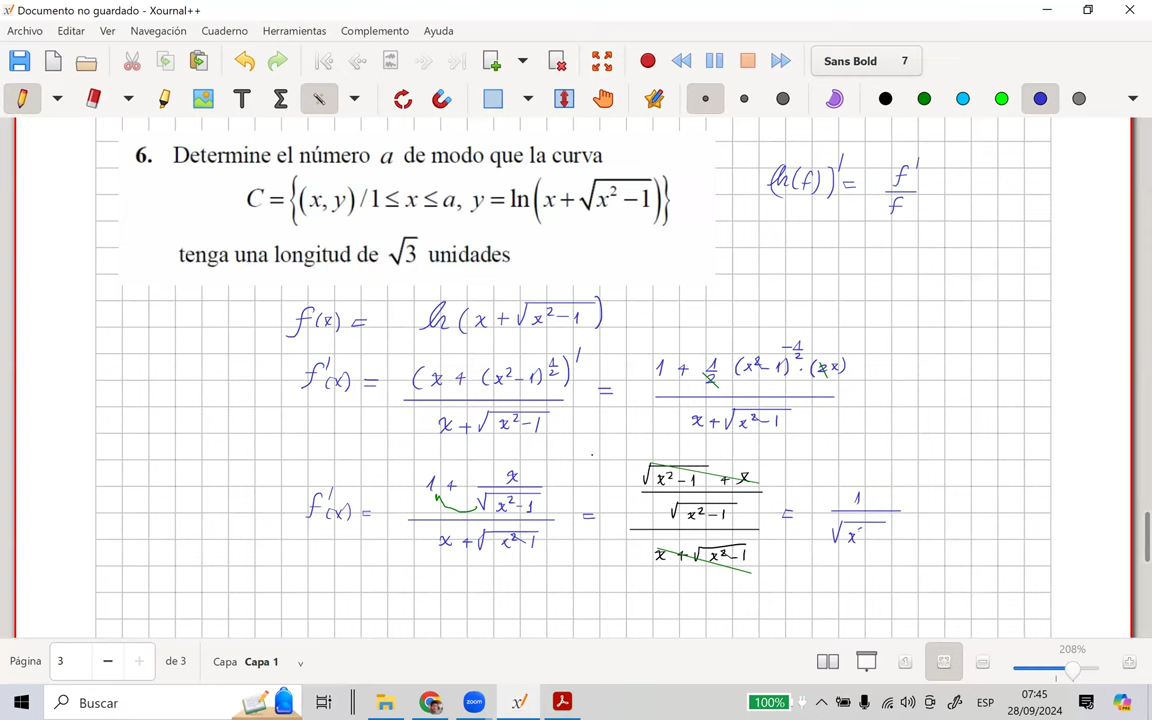 Documento no guardado - Xournal++
Archivo Editar Ver Navegación Cuaderno Herramientas Complemento Ayuda
Sans Bold 7
6. Determine el número a de modo que la curva
C = {(x, y) / 1 ≤ x ≤ a, y = ln(x + √(x² − 1))}
tenga una longitud de √3 unidades
(ln(f))' = f' / f
f(x) = ln(x + √(x² − 1))
f'(x) = (x + (x² − 1)^(1/2))' / (x + √(x² − 1)) = (1 + 1/2 (x² − 1)^(−1/2) · (2x)) / (x + √(x² − 1))
f'(x) = (1 + x/√(x² − 1)) / (x + √(x² − 1)) = ((√(x² − 1) + x) / √(x² − 1)) / (x + √(x² − 1)) = 1 / √x
Página 3 de 3 Capa Capa 1 208%
Buscar 100% ESP 07:45
28/09/2024